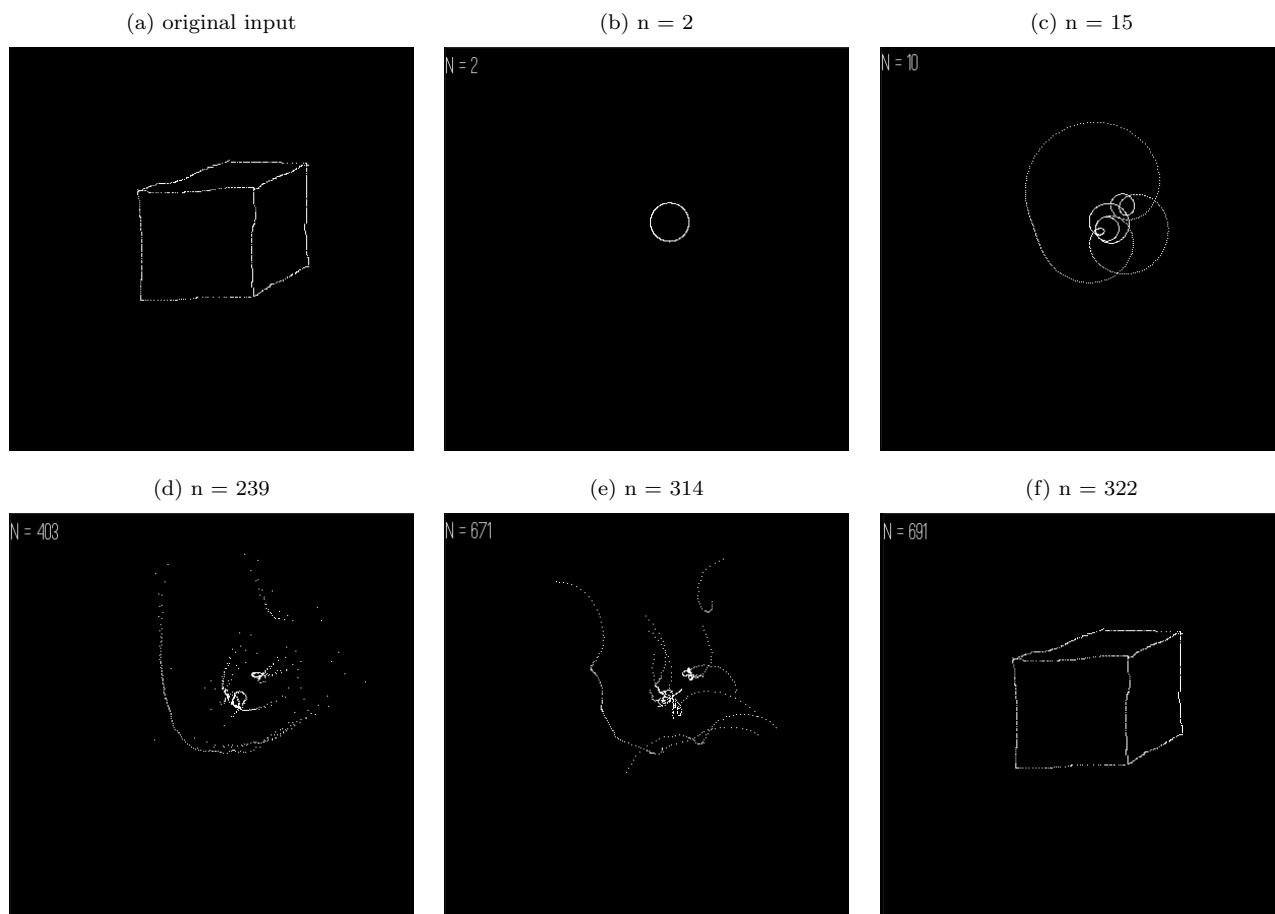 (a) original input
(b) n = 2
(c) n = 15
N = 2
N = 10
(d) n = 239
(e) n = 314
(f) n = 322
N = 403
N = 671
N = 691